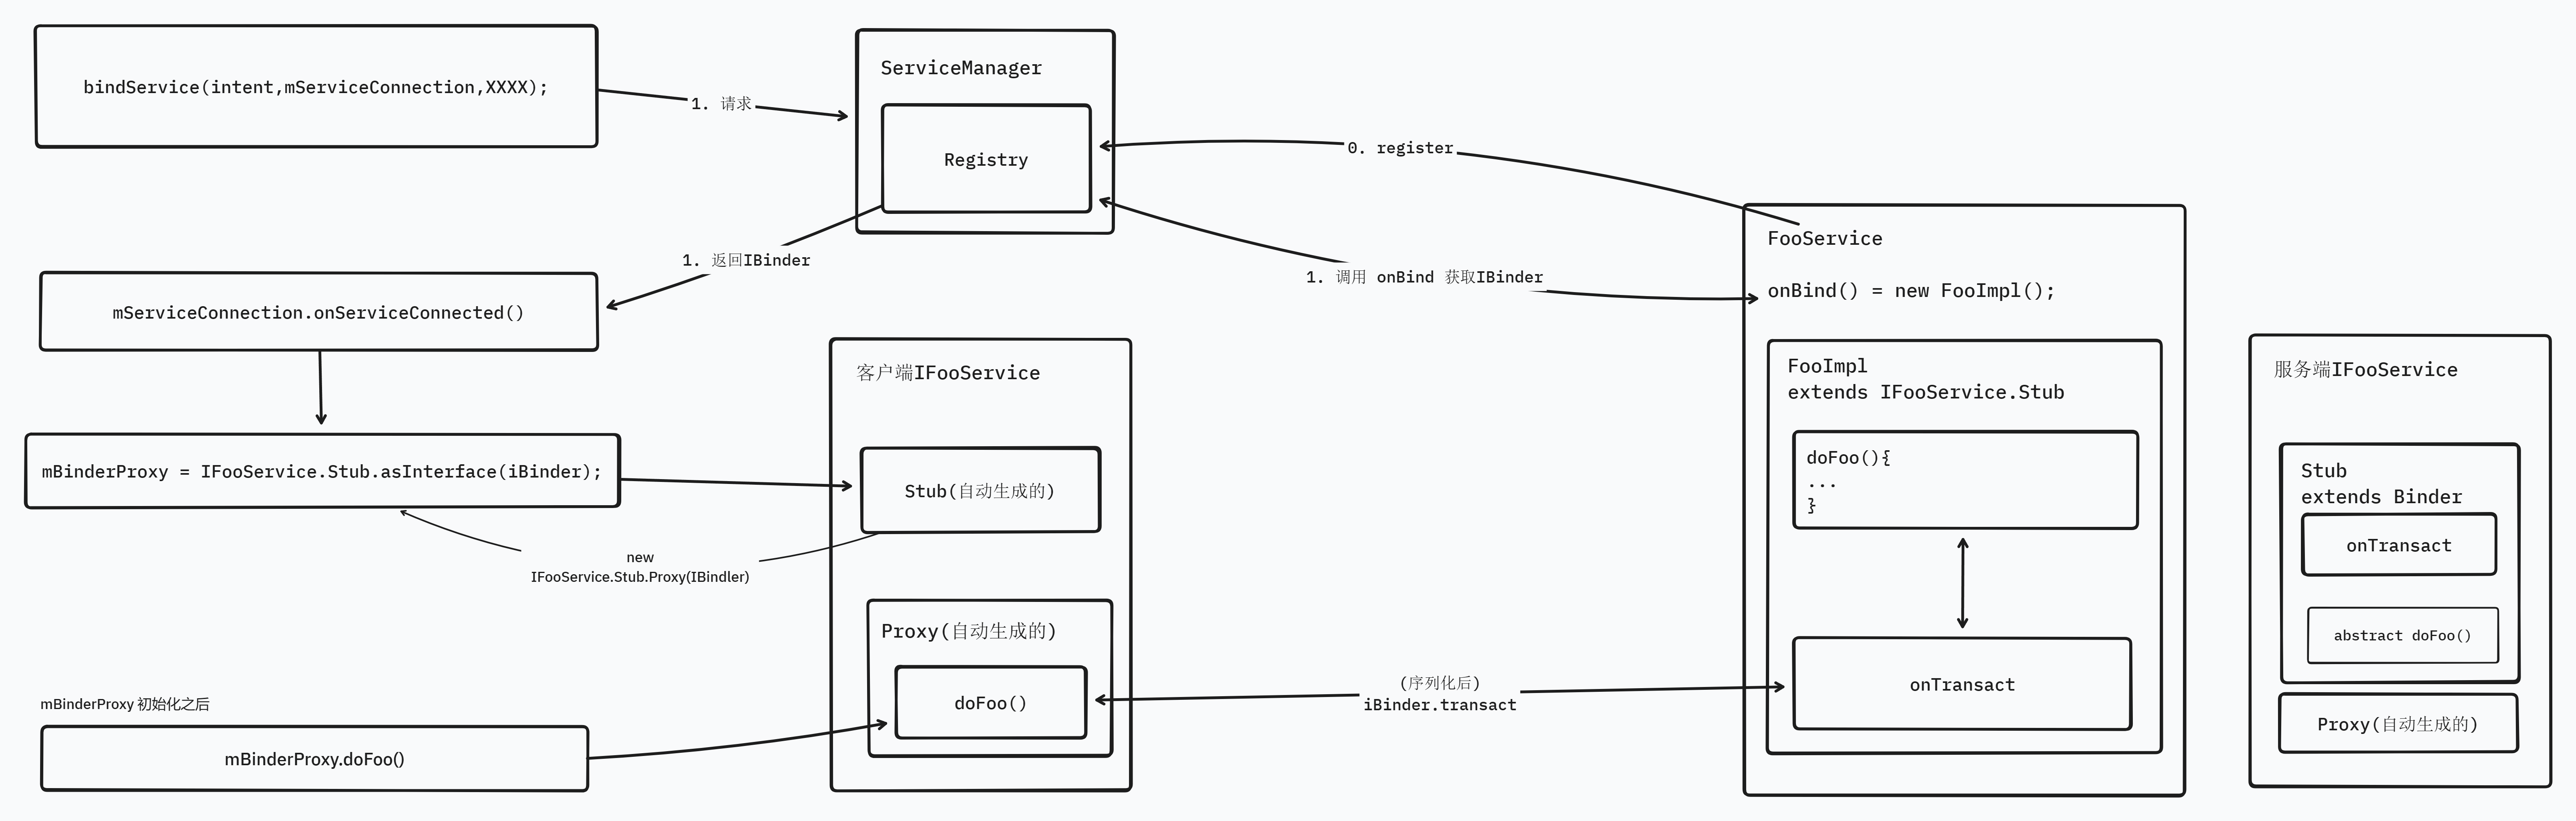 bindService(intent,mServiceConnection,XXXX);
1. 请求
ServiceManager
Registry
0. register
1. 返回IBinder
1. 调用 onBind 获取IBinder
mServiceConnection.onServiceConnected()
mBinderProxy = IFooService.Stub.asInterface(iBinder);
new
IFooService.Stub.Proxy(IBindler)
mBinderProxy 初始化之后
mBinderProxy.doFoo()
客户端IFooService
Stub(自动生成的)
Proxy(自动生成的)
doFoo()
(序列化后)
iBinder.transact
FooService
onBind() = new FooImpl();
FooImpl
extends IFooService.Stub
doFoo(){
...
}
onTransact
服务端IFooService
Stub
extends Binder
onTransact
abstract doFoo()
Proxy(自动生成的)